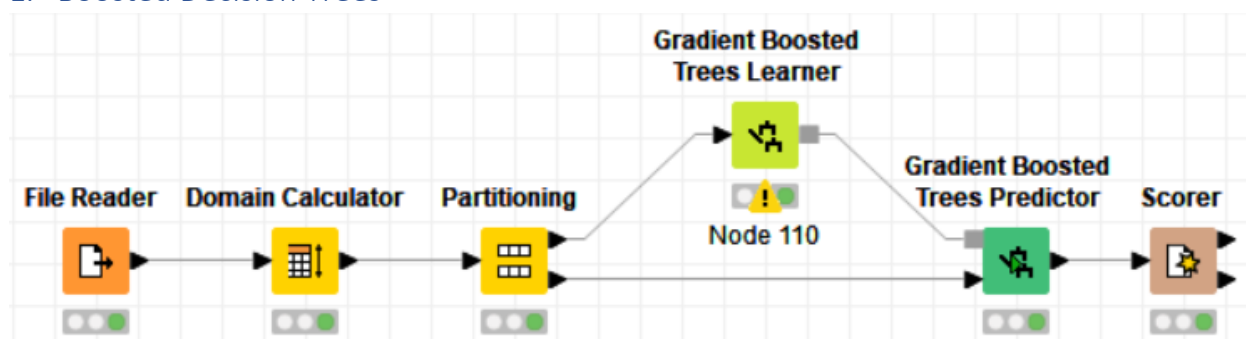 Gradient Boosted
Trees Learner
Gradient Boosted
Trees Predictor
File Reader
Domain Calculator
Partitioning
Scorer
Node 110